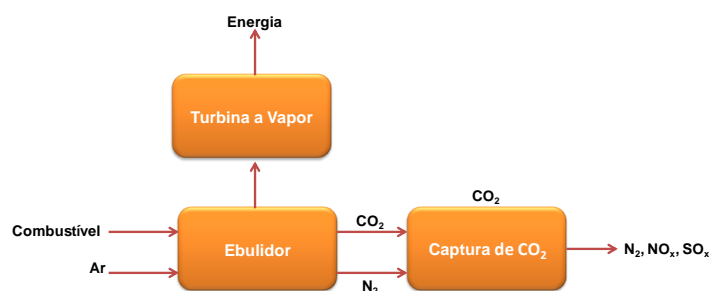 Energia
Turbina a Vapor
CO₂
Combustível
CO₂
Ebulidor
Captura de CO₂
N₂, NOₓ, SOₓ
Ar
N₂